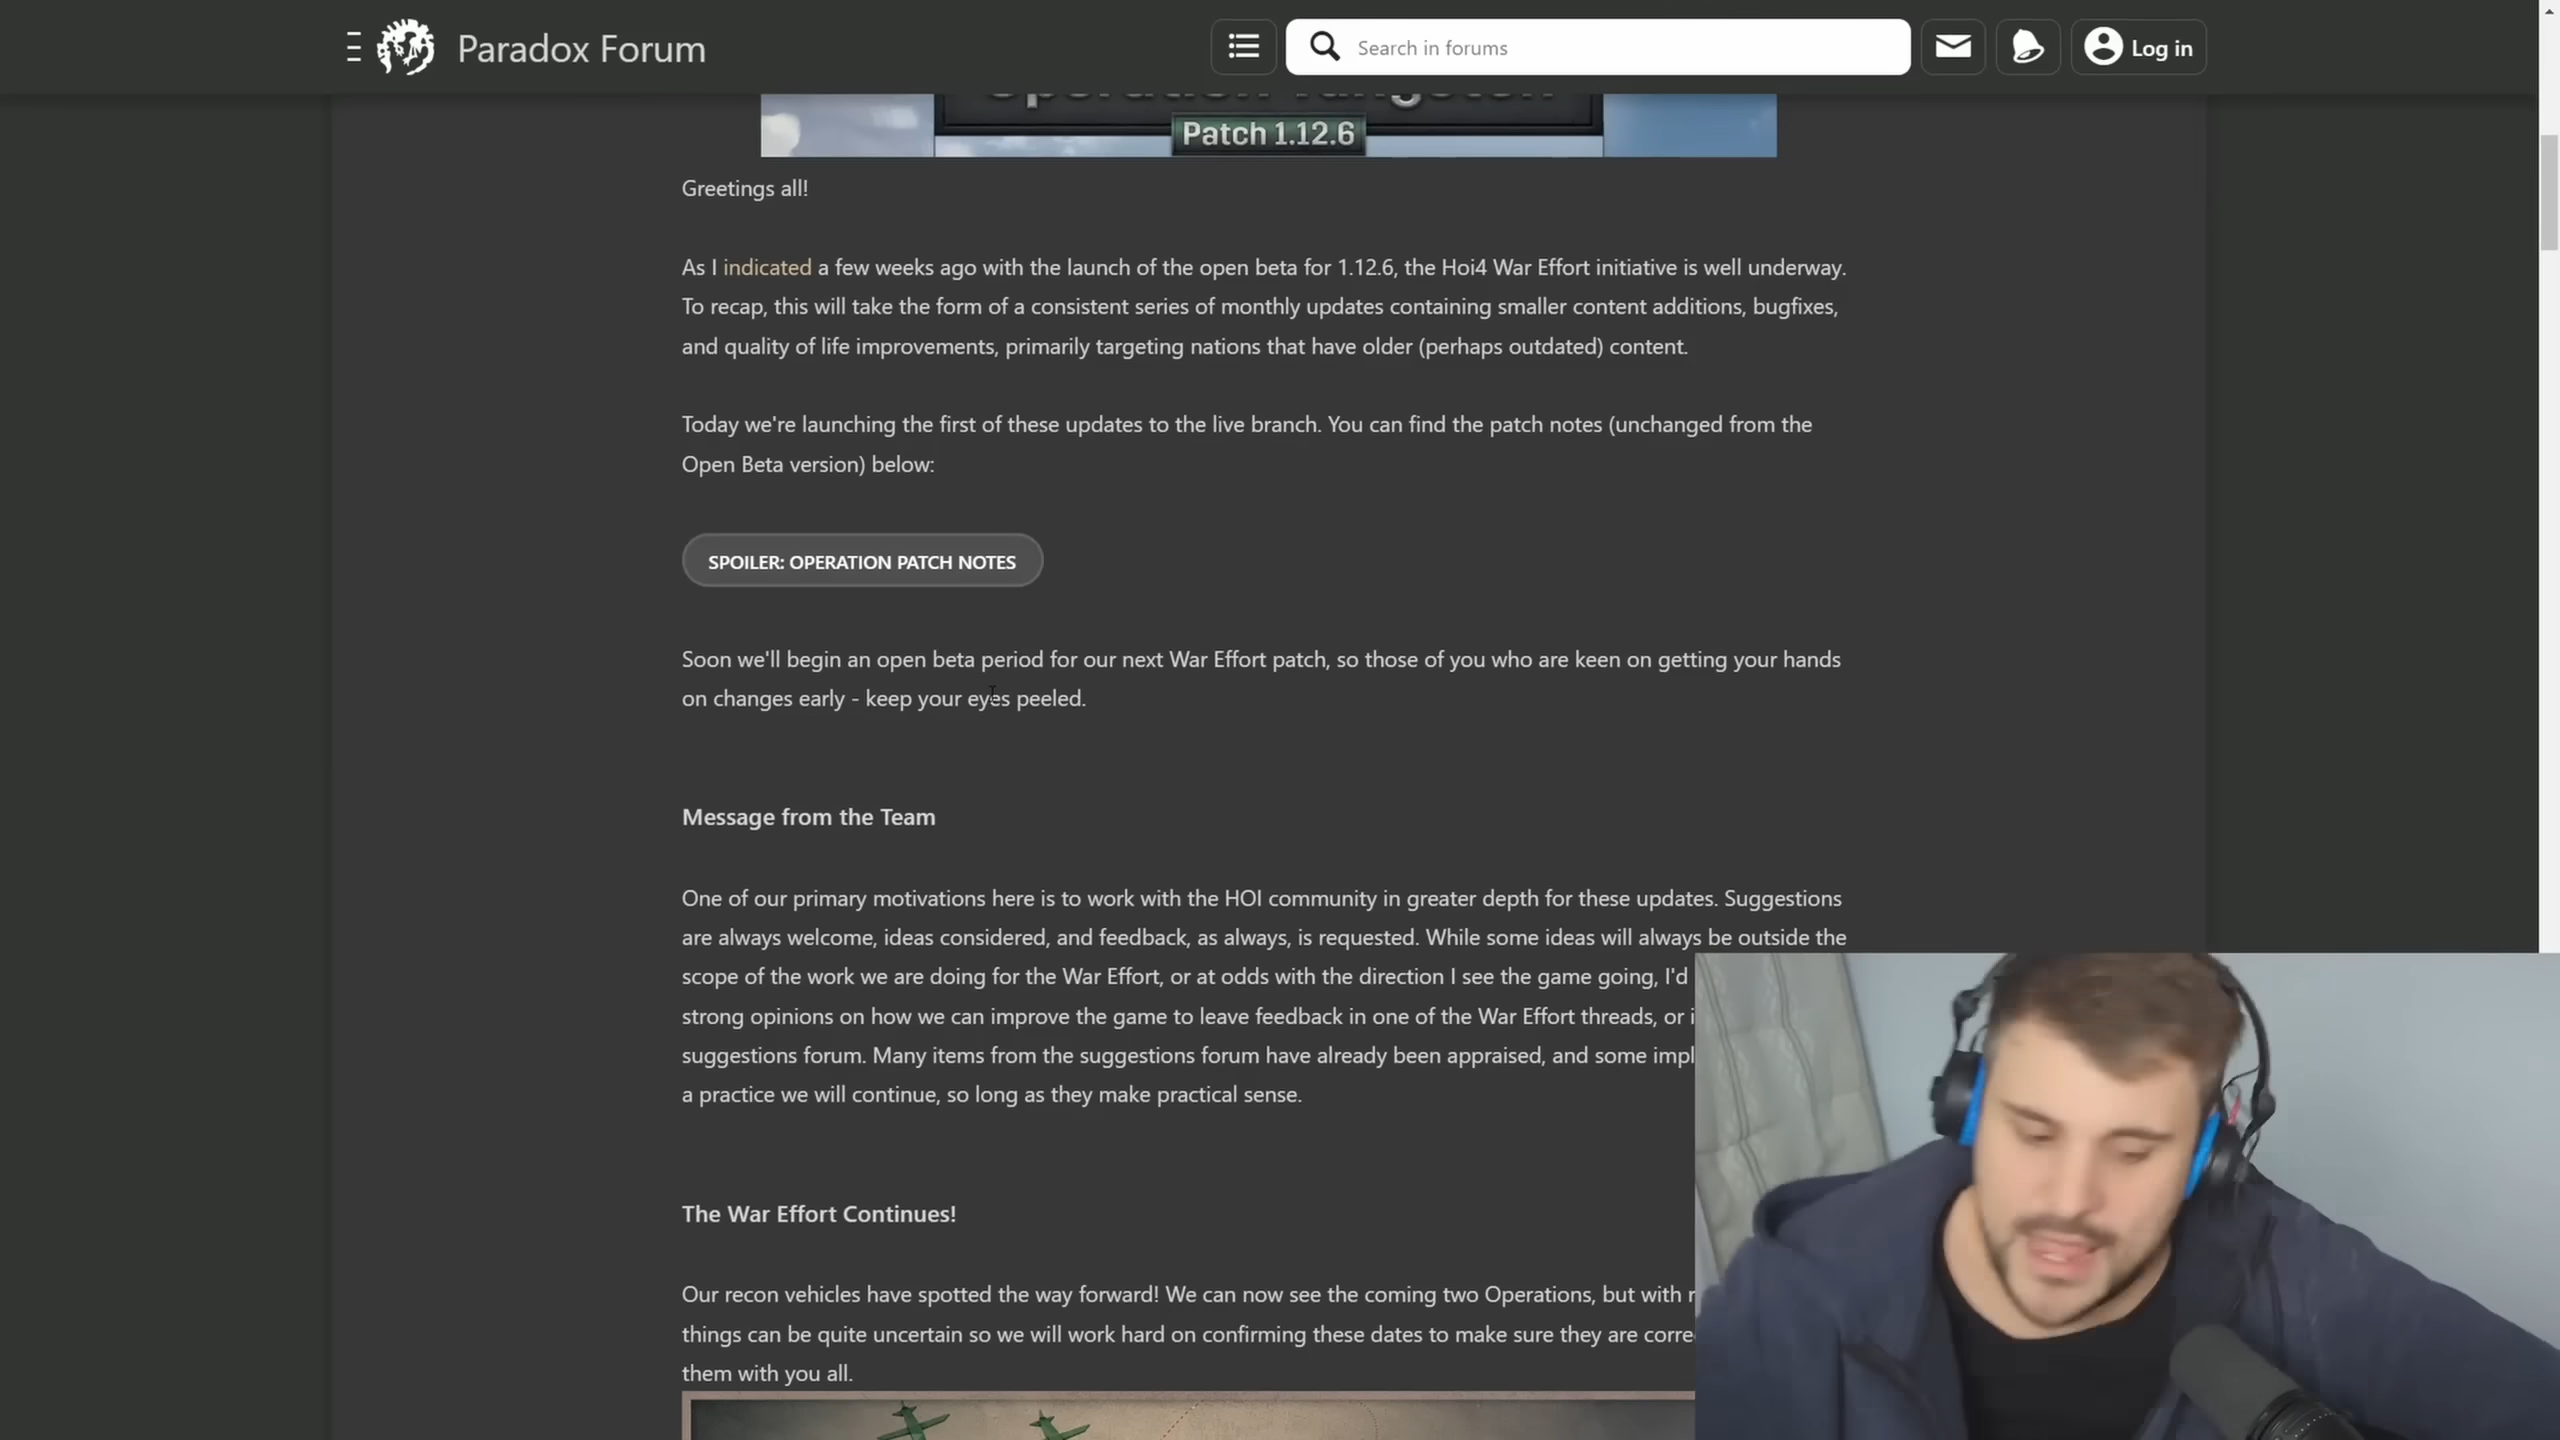 Paradox Forum
Search in forums
Log in
Operation Tungsten
Patch 1.12.6
Greetings all!
As I indicated a few weeks ago with the launch of the open beta for 1.12.6, the Hoi4 War Effort initiative is well underway.
To recap, this will take the form of a consistent series of monthly updates containing smaller content additions, bugfixes,
and quality of life improvements, primarily targeting nations that have older (perhaps outdated) content.
Today we're launching the first of these updates to the live branch. You can find the patch notes (unchanged from the
Open Beta version) below:
SPOILER: OPERATION PATCH NOTES
Soon we'll begin an open beta period for our next War Effort patch, so those of you who are keen on getting your hands
on changes early - keep your eyes peeled.
Message from the Team
One of our primary motivations here is to work with the HOI community in greater depth for these updates. Suggestions
are always welcome, ideas considered, and feedback, as always, is requested. While some ideas will always be outside the
scope of the work we are doing for the War Effort, or at odds with the direction I see the game going, I'd
strong opinions on how we can improve the game to leave feedback in one of the War Effort threads, or
suggestions forum. Many items from the suggestions forum have already been appraised, and some
a practice we will continue, so long as they make practical sense.
The War Effort Continues!
Our recon vehicles have spotted the way forward! We can now see the coming two Operations, but with
things can be quite uncertain so we will work hard on confirming these dates to make sure they are
them with you all.